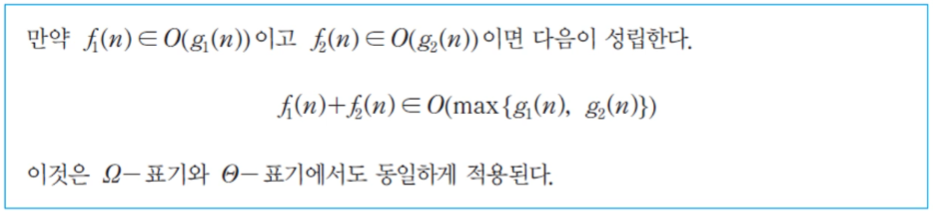 만약 f₁(n)∈O(g₁(n))이고 f₂(n)∈O(g₂(n))이면 다음이 성립한다.
f₁(n)+f₂(n)∈O(max{g₁(n), g₂(n)})
이것은 Ω-표기와 Θ-표기에서도 동일하게 적용된다.